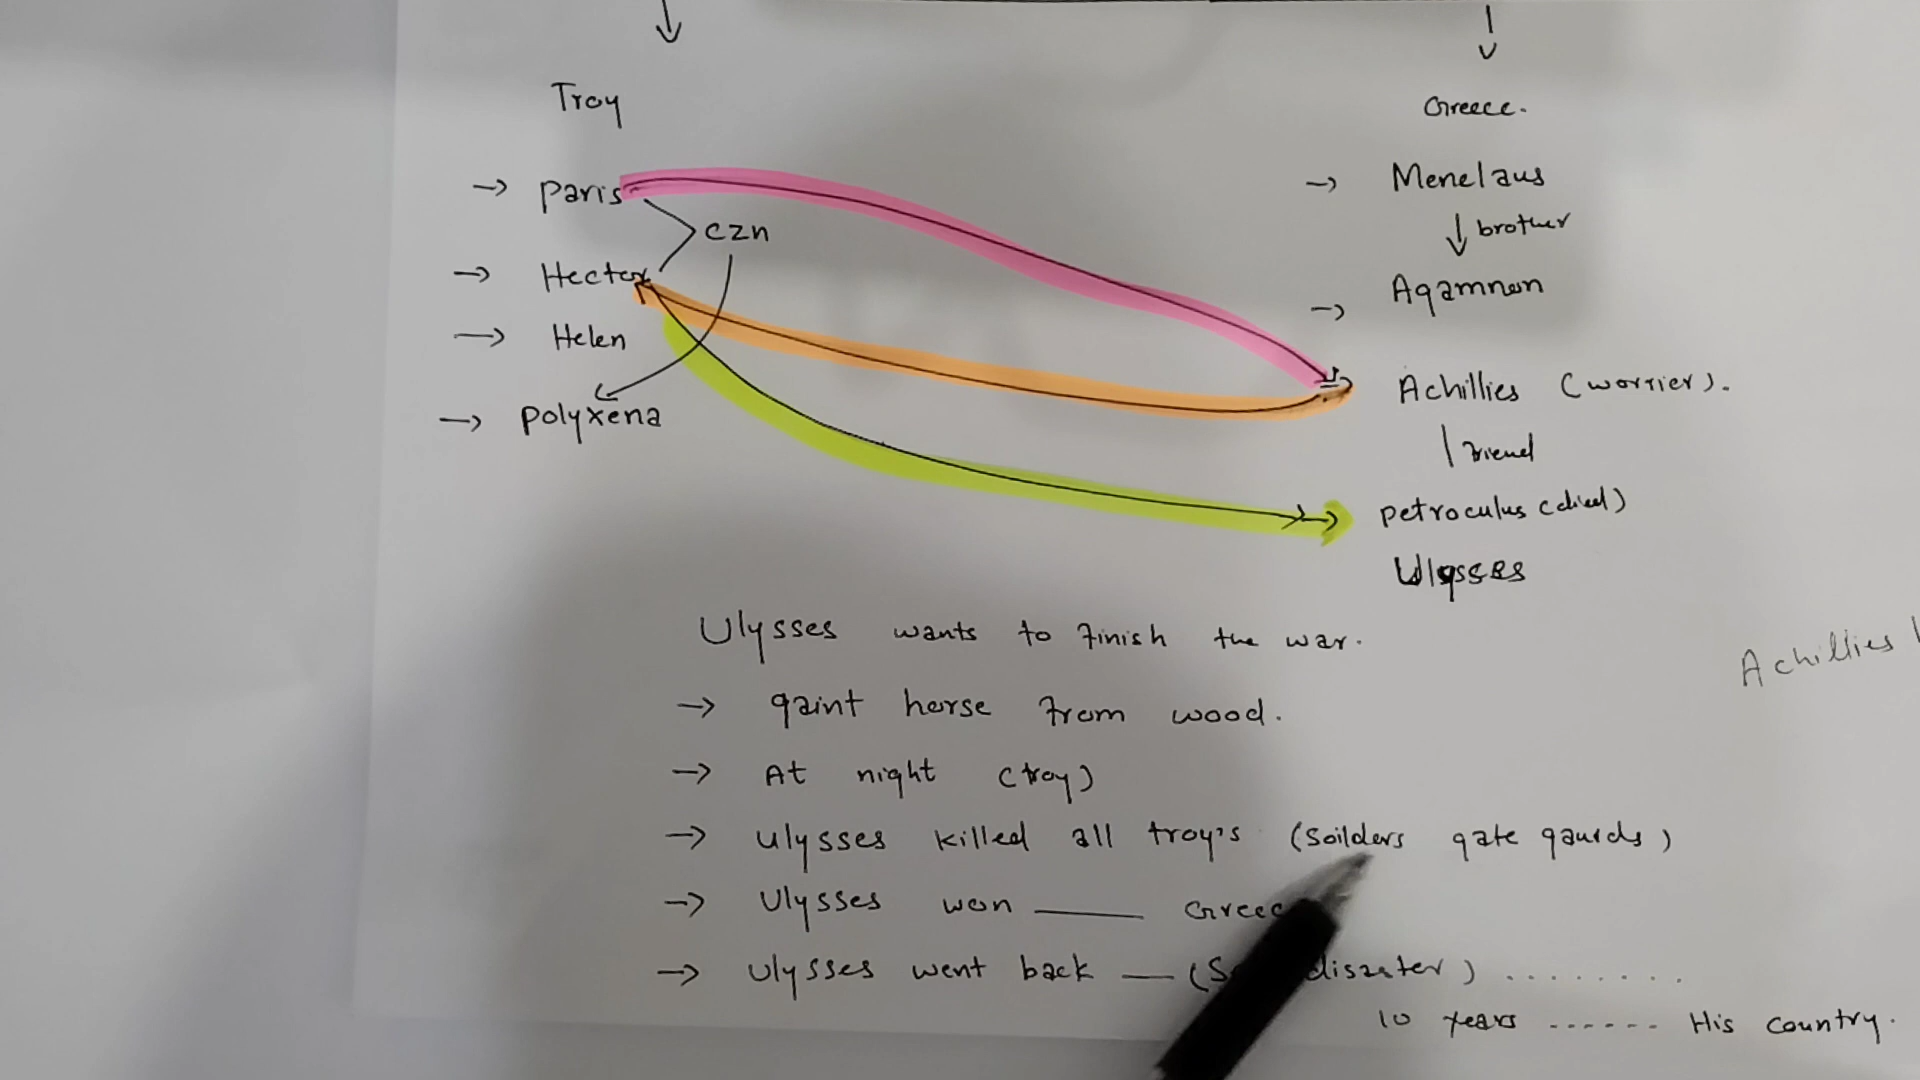 Troy
Greece.
→ Paris
czn
→ Hector
→ Helen
→ Polyxena
→ Menelaus
↓ brother
→ Agamnon
Achillies (worrier).
friend
petroculus (died)
Ulysses
Ulysses wants to finish the war.
→ gaint horse from wood.
→ At night (troy)
→ Ulysses killed all troy's (soilders gate gaurds)
→ Ulysses won —— Greec
→ Ulysses went back — ( disaster) ........
10 years ...... His country.
Achillies